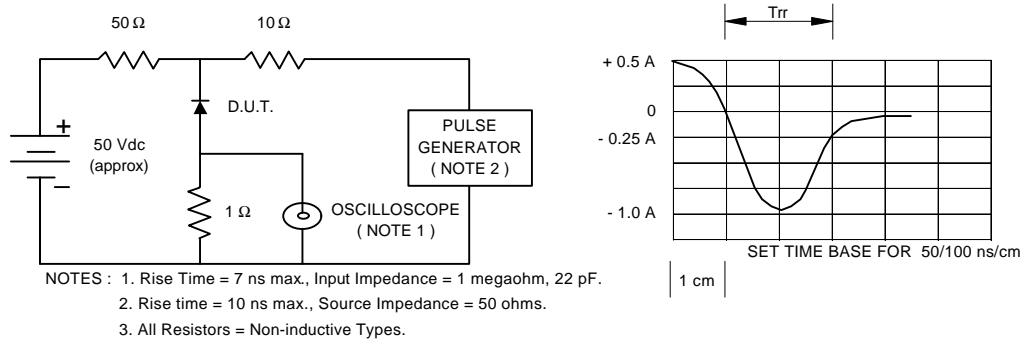 50 Ω
10 Ω
Trr
+ 0.5 A
0
- 0.25 A
- 1.0 A
D.U.T.
+
50 Vdc
(approx)
−
PULSE
GENERATOR
( NOTE 2 )
1 Ω
OSCILLOSCOPE
( NOTE 1 )
SET TIME BASE FOR 50/100 ns/cm
1 cm
NOTES : 1. Rise Time = 7 ns max., Input Impedance = 1 megaohm, 22 pF.
2. Rise time = 10 ns max., Source Impedance = 50 ohms.
3. All Resistors = Non-inductive Types.